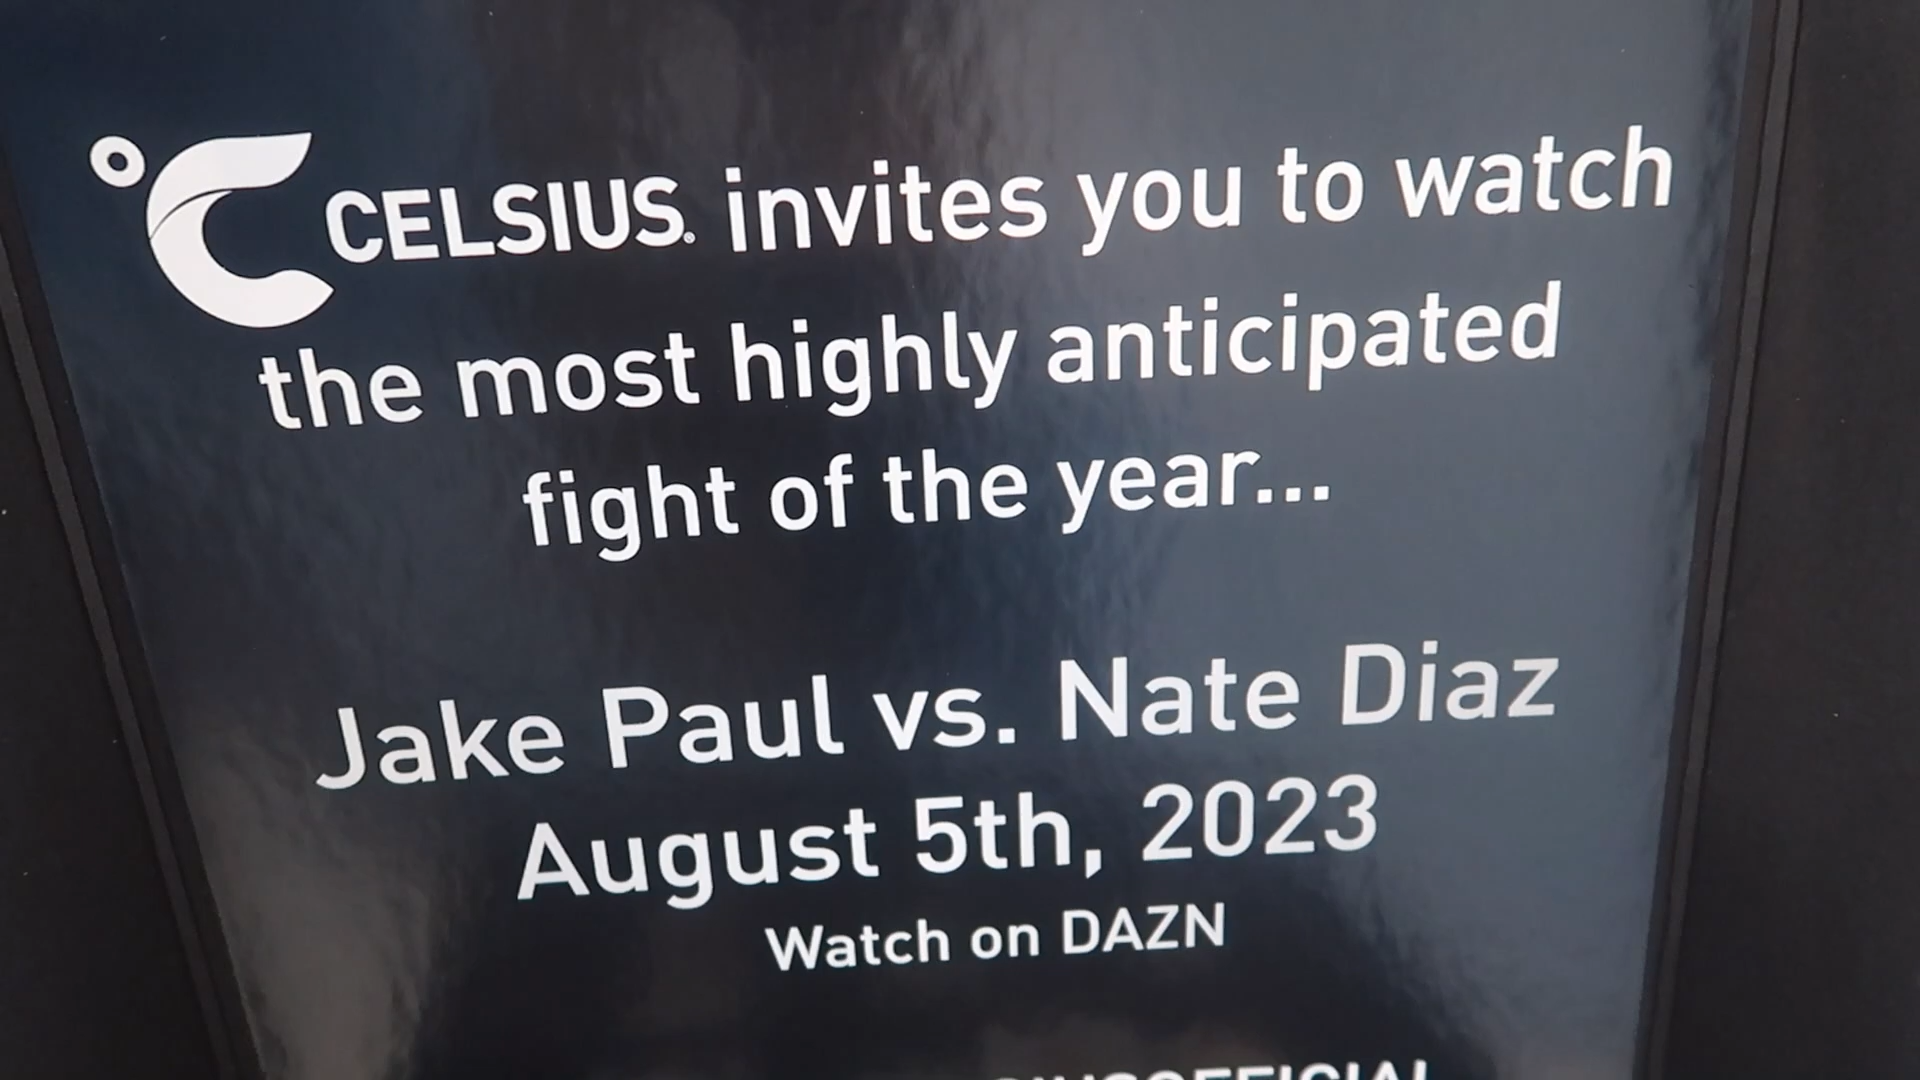 CELSIUS® invites you to watch
the most highly anticipated
fight of the year...
Jake Paul vs. Nate Diaz
August 5th, 2023
Watch on DAZN